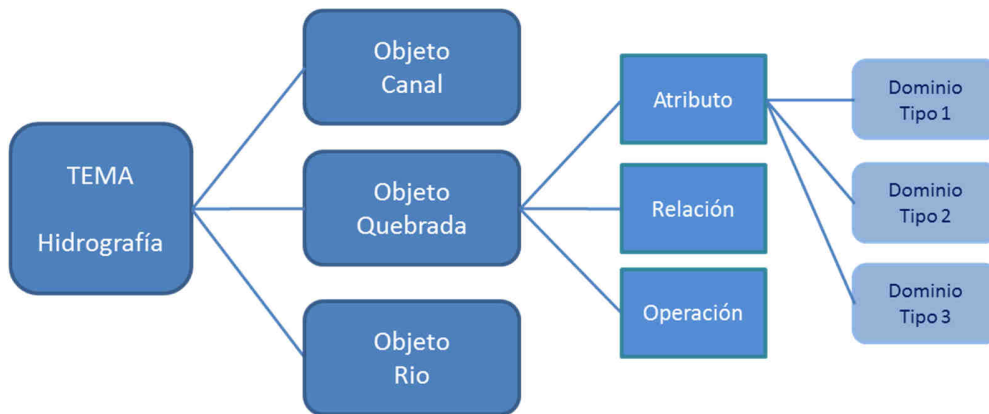 TEMA
Hidrografía
Objeto
Canal
Objeto
Quebrada
Objeto
Rio
Atributo
Relación
Operación
Dominio
Tipo 1
Dominio
Tipo 2
Dominio
Tipo 3